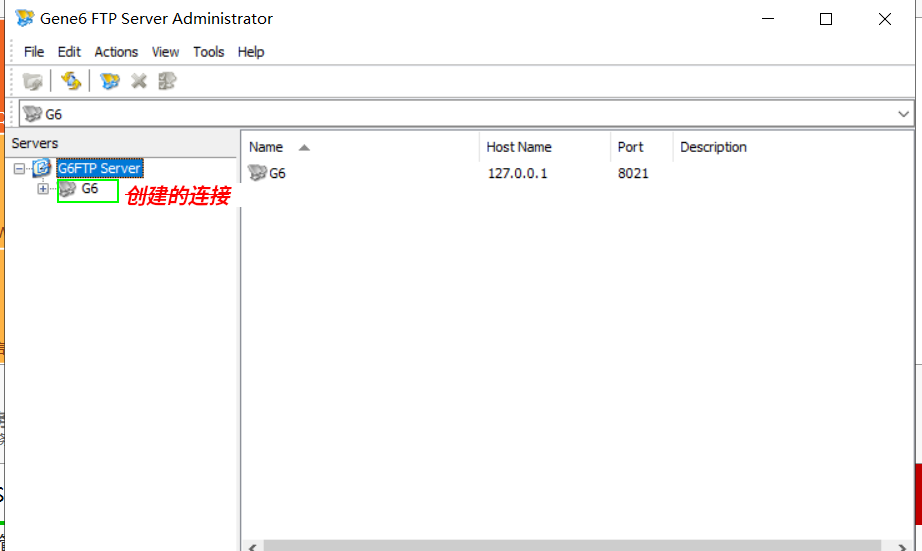 Gene6 FTP Server Administrator
File Edit Actions View Tools Help
G6
Servers
Name Host Name Port Description
G6FTP Server
G6 127.0.0.1 8021
G6 创建的连接